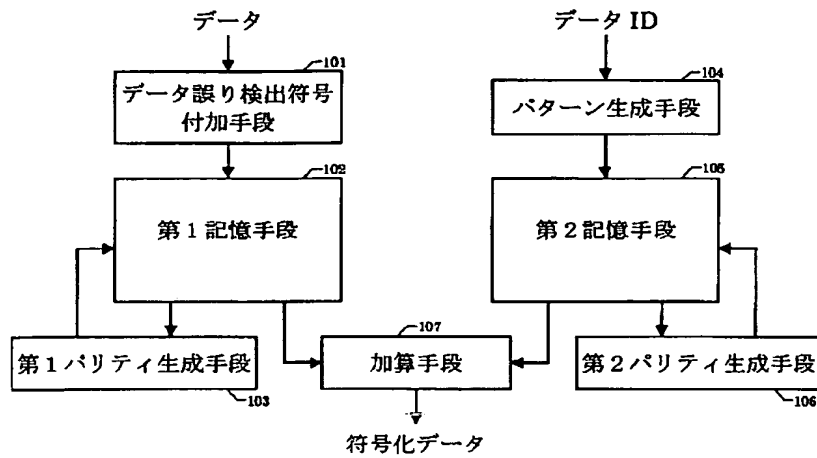 データ
データ ID
101
データ誤り検出符号
付加手段
104
パターン生成手段
102
第1記憶手段
105
第2記憶手段
107
第1パリティ生成手段
加算手段
第2パリティ生成手段
103
106
符号化データ